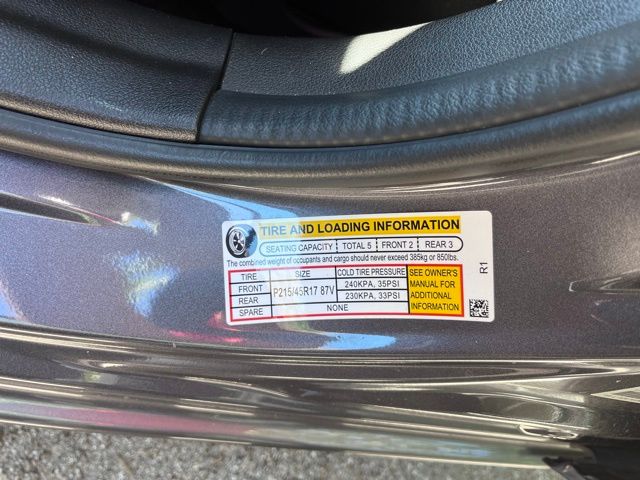 TIRE AND LOADING INFORMATION
SEATING CAPACITY TOTAL 5 FRONT 2 REAR 3
The combined weight of occupants and cargo should never exceed 385kg or 850lbs.
TIRE SIZE COLD TIRE PRESSURE SEE OWNER'S
FRONT P215/45R17 87V 240KPA, 35PSI MANUAL FOR
REAR 230KPA, 33PSI ADDITIONAL
SPARE NONE INFORMATION
R1